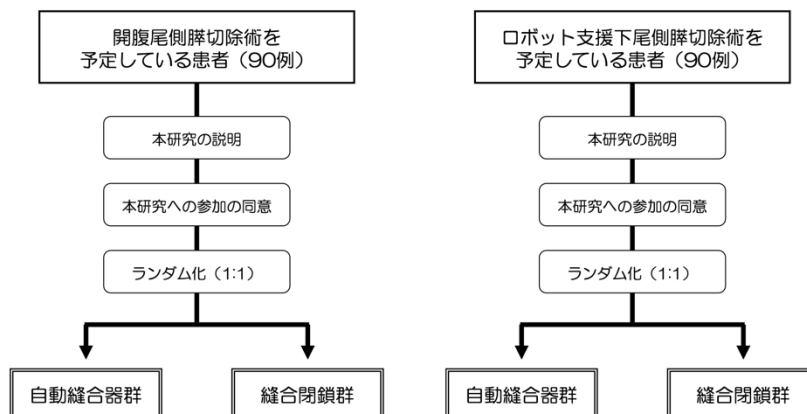 開腹尾側膵切除術を
予定している患者（90例）
本研究の説明
本研究への参加の同意
ランダム化（1:1）
自動縫合器群
縫合閉鎖群
ロボット支援下尾側膵切除術を
予定している患者（90例）
本研究の説明
本研究への参加の同意
ランダム化（1:1）
自動縫合器群
縫合閉鎖群